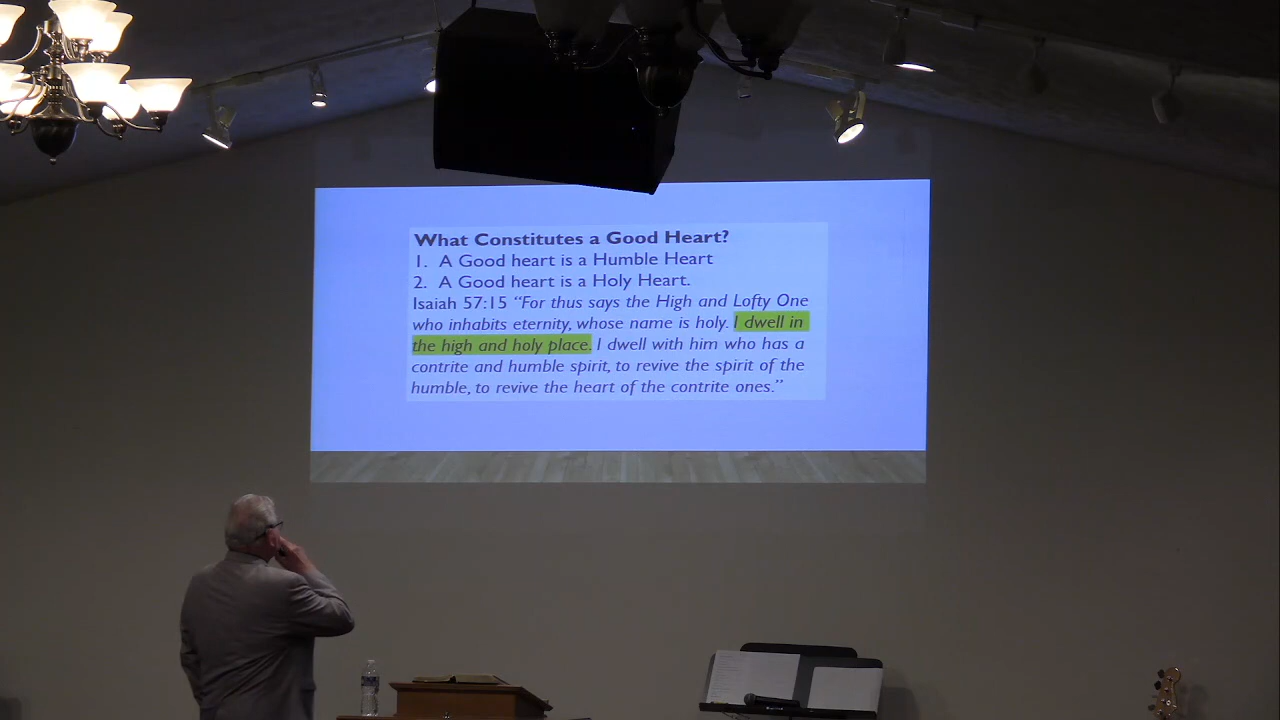 What Constitutes a Good Heart?
1. A Good heart is a Humble Heart
2. A Good heart is a Holy Heart.
Isaiah 57:15 “For thus says the High and Lofty One
who inhabits eternity, whose name is holy. I dwell in
the high and holy place. I dwell with him who has a
contrite and humble spirit, to revive the spirit of the
humble, to revive the heart of the contrite ones.”